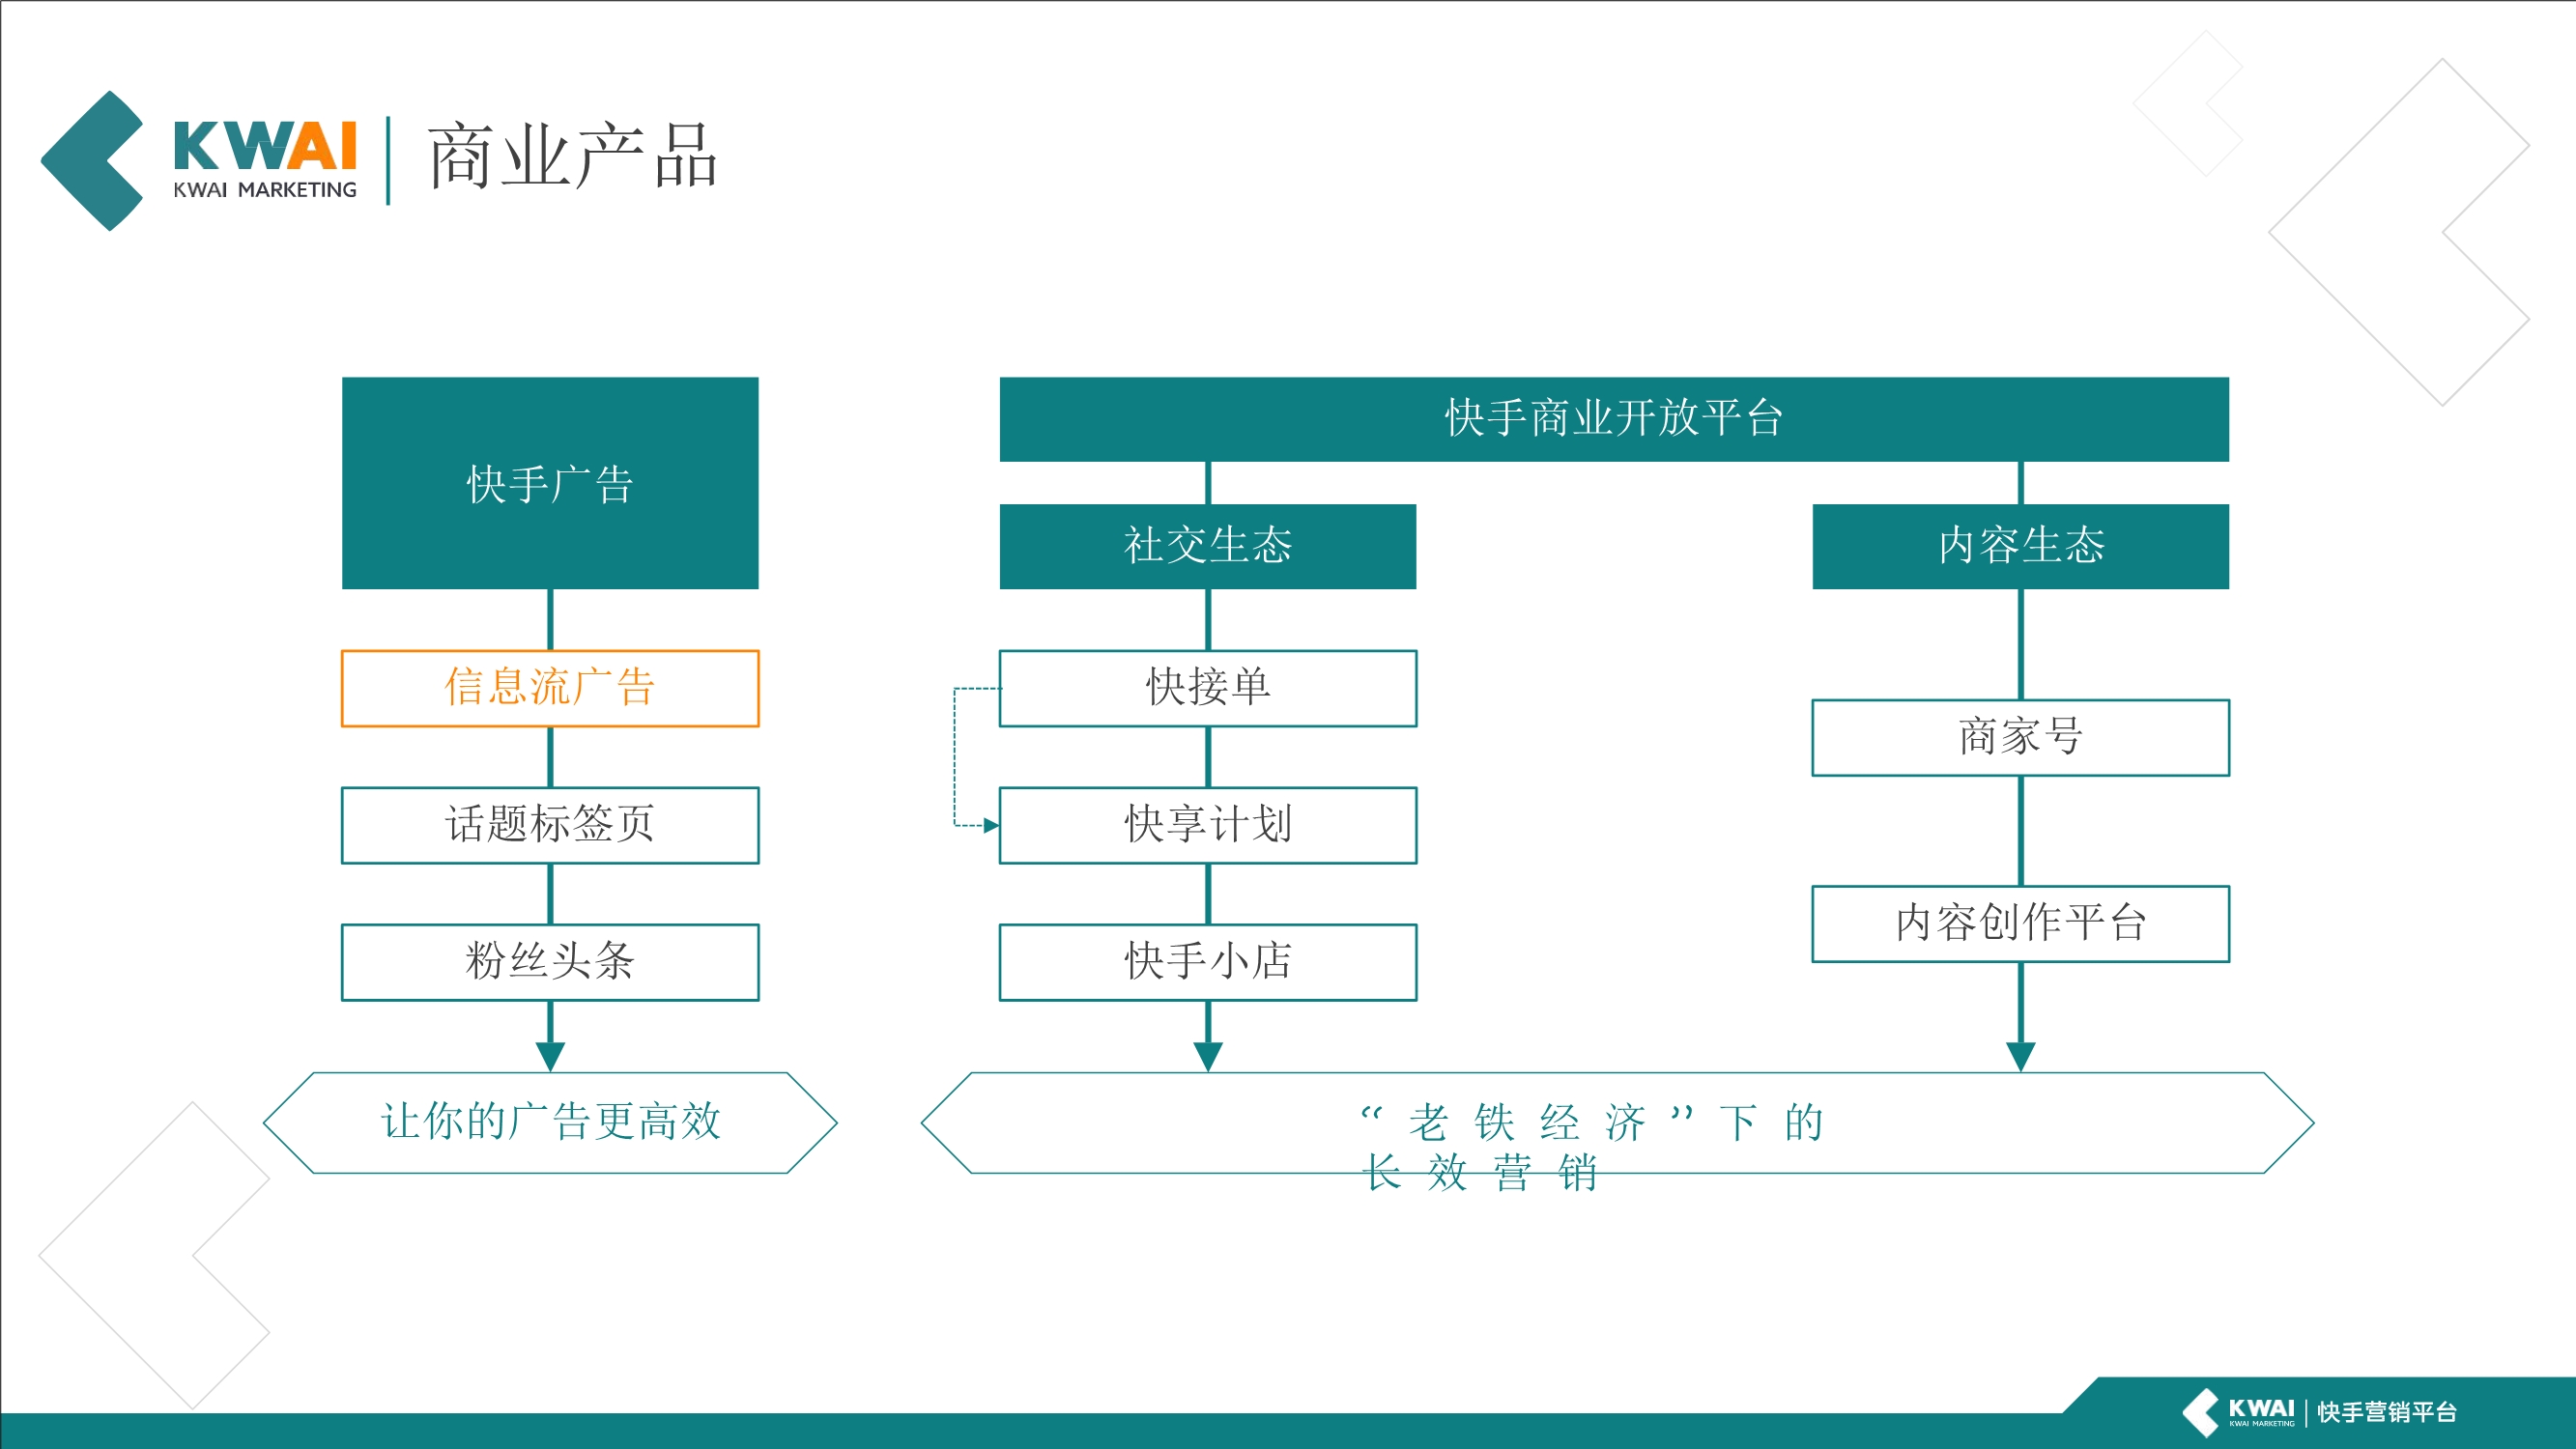 KWAI
KWAI MARKETING
商业产品
快手广告
信息流广告
话题标签页
粉丝头条
让你的广告更高效
快手商业开放平台
社交生态
快接单
快享计划
快手小店
内容生态
商家号
内容创作平台
“老铁经济”下的
长效营销
KWAI
KWAI MARKETING
快手营销平台